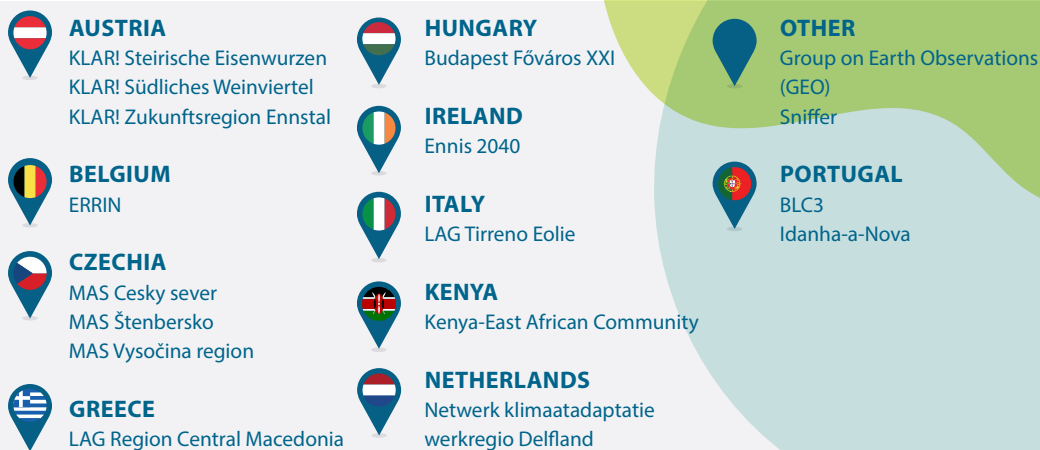 AUSTRIA
KLAR! Steirische Eisenwurzen
KLAR! Südliches Weinviertel
KLAR! Zukunftsregion Ennstal
BELGIUM
ERRIN
CZECHIA
MAS Cesky sever
MAS Štenbersko
MAS Vysočina region
GREECE
LAG Region Central Macedonia
HUNGARY
Budapest Főváros XXI
IRELAND
Ennis 2040
ITALY
LAG Tirreno Eolie
KENYA
Kenya-East African Community
NETHERLANDS
Netwerk klimaatadaptatie
werkregio Delfland
OTHER
Group on Earth Observations
(GEO)
Sniffer
PORTUGAL
BLC3
Idanha-a-Nova